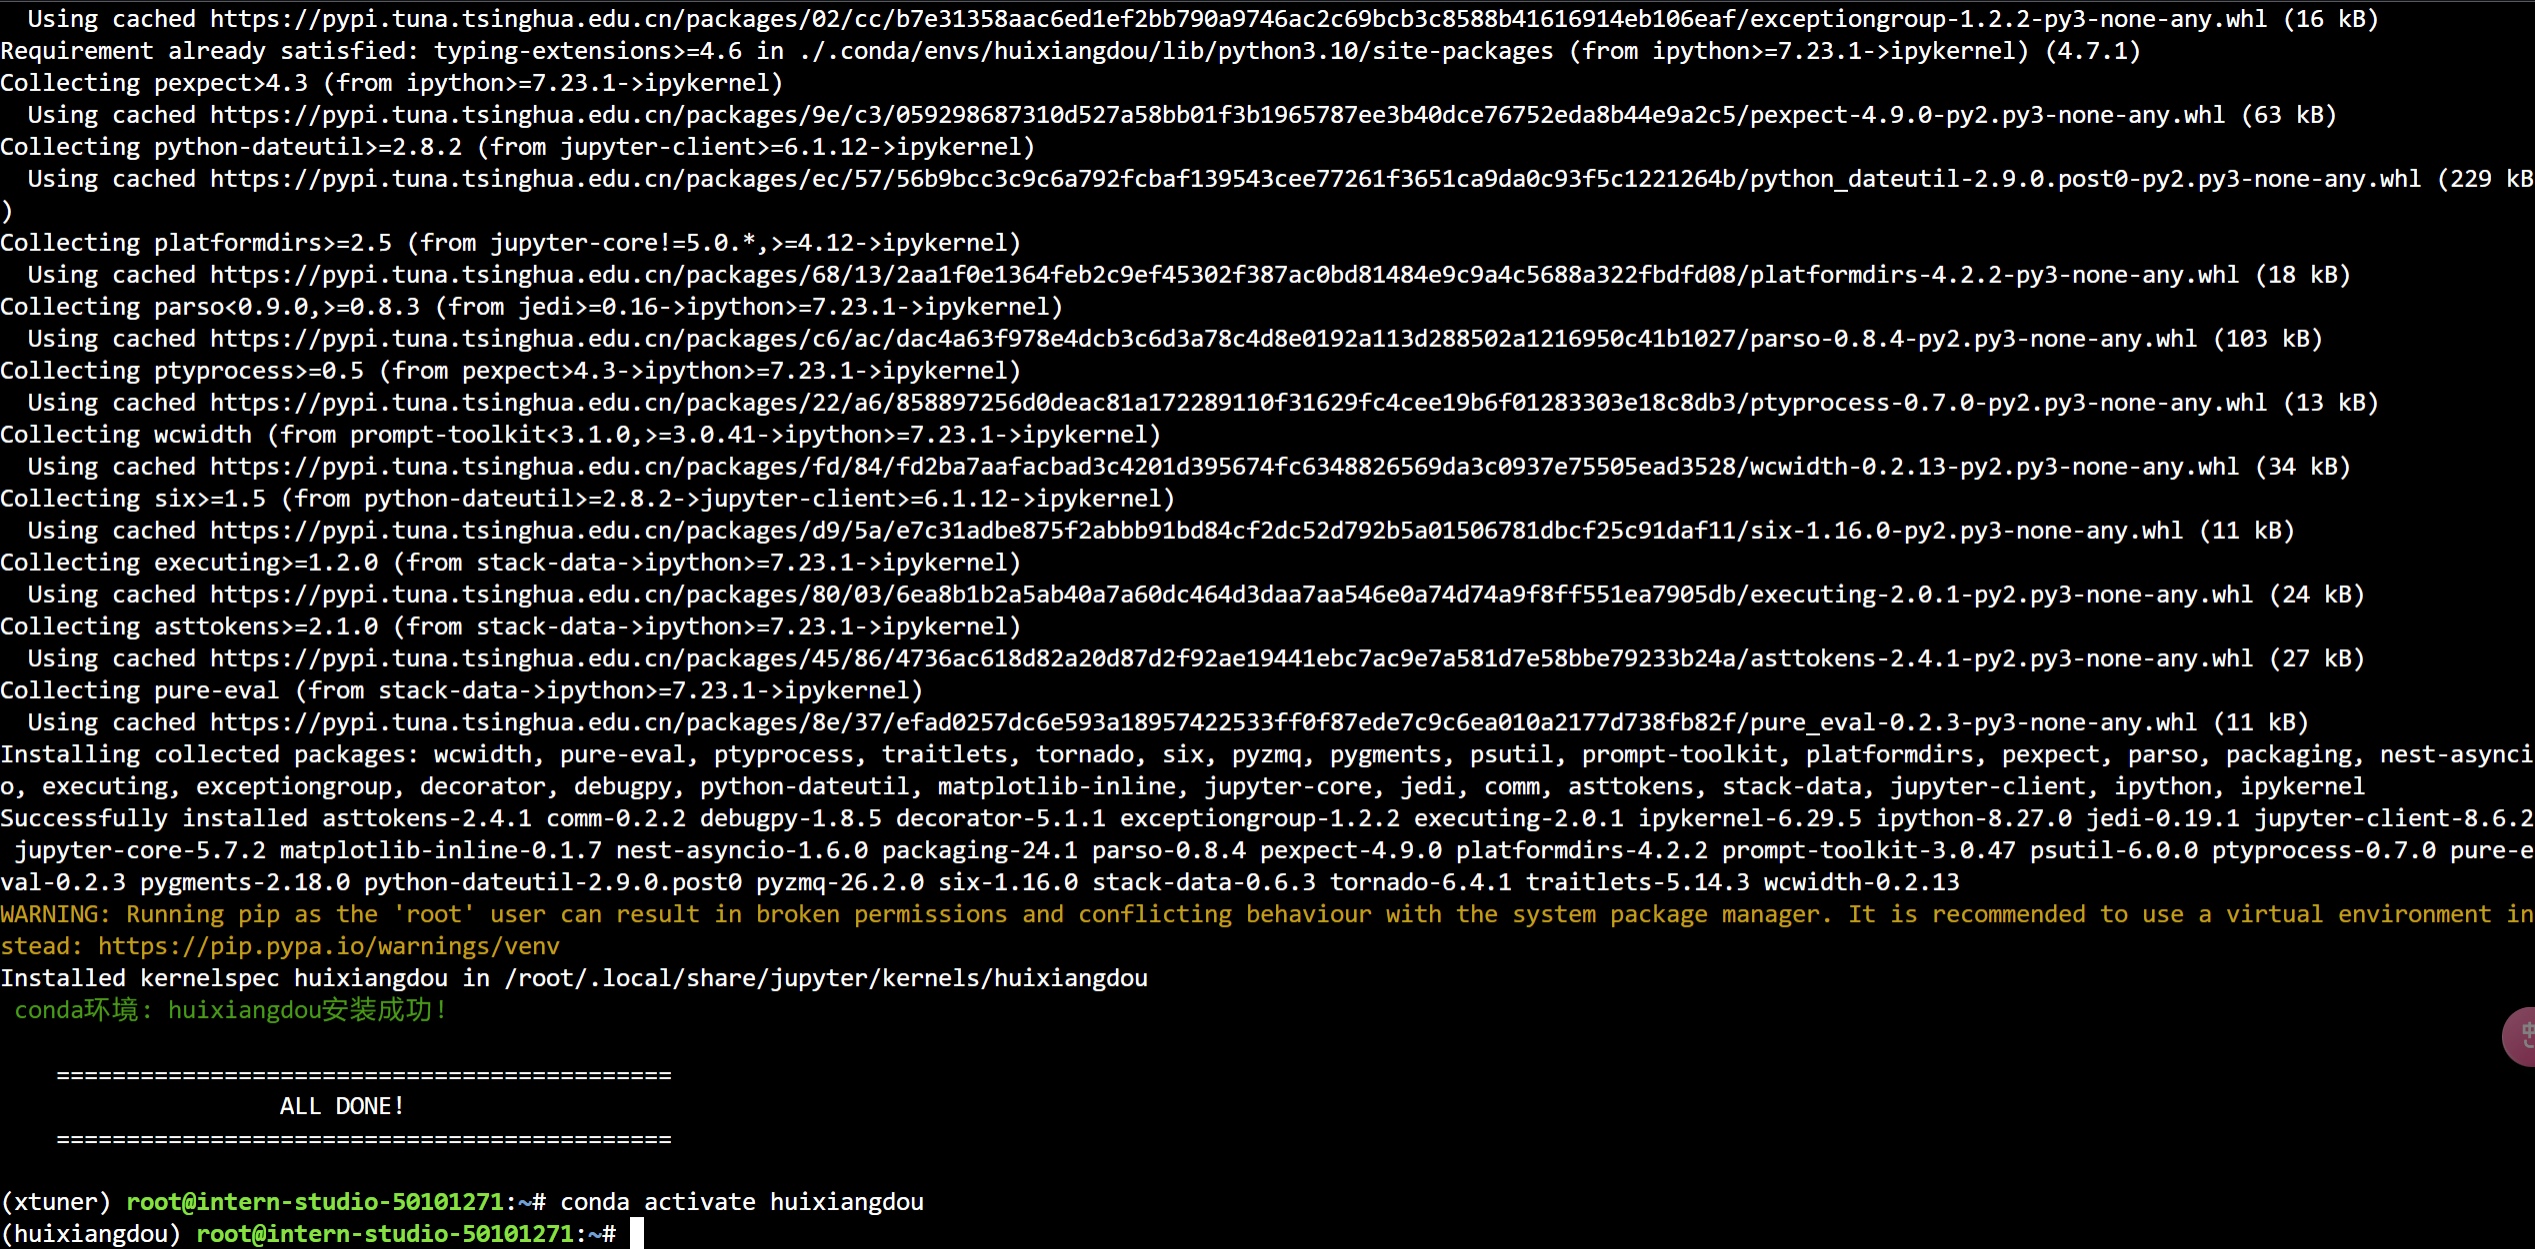 Using cached https://pypi.tuna.tsinghua.edu.cn/packages/02/cc/b7e31358aac6ed1ef2bb790a9746ac2c69bcb3c8588b41616914eb106eaf/exceptiongroup-1.2.2-py3-none-any.whl (16 kB)
Requirement already satisfied: typing-extensions>=4.6 in ./.conda/envs/huixiangdou/lib/python3.10/site-packages (from ipython>=7.23.1->ipykernel) (4.7.1)
Collecting pexpect>4.3 (from ipython>=7.23.1->ipykernel)
  Using cached https://pypi.tuna.tsinghua.edu.cn/packages/9e/c3/059298687310d527a58bb01f3b1965787ee3b40dce76752eda8b44e9a2c5/pexpect-4.9.0-py2.py3-none-any.whl (63 kB)
Collecting python-dateutil>=2.8.2 (from jupyter-client>=6.1.12->ipykernel)
  Using cached https://pypi.tuna.tsinghua.edu.cn/packages/ec/57/56b9bcc3c9c6a792fcbaf139543cee77261f3651ca9da0c93f5c1221264b/python_dateutil-2.9.0.post0-py2.py3-none-any.whl (229 kB
)
Collecting platformdirs>=2.5 (from jupyter-core!=5.0.*,>=4.12->ipykernel)
  Using cached https://pypi.tuna.tsinghua.edu.cn/packages/68/13/2aa1f0e1364feb2c9ef45302f387ac0bd81484e9c9a4c5688a322fbdfd08/platformdirs-4.2.2-py3-none-any.whl (18 kB)
Collecting parso<0.9.0,>=0.8.3 (from jedi>=0.16->ipython>=7.23.1->ipykernel)
  Using cached https://pypi.tuna.tsinghua.edu.cn/packages/c6/ac/dac4a63f978e4dcb3c6d3a78c4d8e0192a113d288502a1216950c41b1027/parso-0.8.4-py2.py3-none-any.whl (103 kB)
Collecting ptyprocess>=0.5 (from pexpect>4.3->ipython>=7.23.1->ipykernel)
  Using cached https://pypi.tuna.tsinghua.edu.cn/packages/22/a6/858897256d0deac81a172289110f31629fc4cee19b6f01283303e18c8db3/ptyprocess-0.7.0-py2.py3-none-any.whl (13 kB)
Collecting wcwidth (from prompt-toolkit<3.1.0,>=3.0.41->ipython>=7.23.1->ipykernel)
  Using cached https://pypi.tuna.tsinghua.edu.cn/packages/fd/84/fd2ba7aafacbad3c4201d395674fc6348826569da3c0937e75505ead3528/wcwidth-0.2.13-py2.py3-none-any.whl (34 kB)
Collecting six>=1.5 (from python-dateutil>=2.8.2->jupyter-client>=6.1.12->ipykernel)
  Using cached https://pypi.tuna.tsinghua.edu.cn/packages/d9/5a/e7c31adbe875f2abbb91bd84cf2dc52d792b5a01506781dbcf25c91daf11/six-1.16.0-py2.py3-none-any.whl (11 kB)
Collecting executing>=1.2.0 (from stack-data->ipython>=7.23.1->ipykernel)
  Using cached https://pypi.tuna.tsinghua.edu.cn/packages/80/03/6ea8b1b2a5ab40a7a60dc464d3daa7aa546e0a74d74a9f8ff551ea7905db/executing-2.0.1-py2.py3-none-any.whl (24 kB)
Collecting asttokens>=2.1.0 (from stack-data->ipython>=7.23.1->ipykernel)
  Using cached https://pypi.tuna.tsinghua.edu.cn/packages/45/86/4736ac618d82a20d87d2f92ae19441ebc7ac9e7a581d7e58bbe79233b24a/asttokens-2.4.1-py2.py3-none-any.whl (27 kB)
Collecting pure-eval (from stack-data->ipython>=7.23.1->ipykernel)
  Using cached https://pypi.tuna.tsinghua.edu.cn/packages/8e/37/efad0257dc6e593a18957422533ff0f87ede7c9c6ea010a2177d738fb82f/pure_eval-0.2.3-py3-none-any.whl (11 kB)
Installing collected packages: wcwidth, pure-eval, ptyprocess, traitlets, tornado, six, pyzmq, pygments, psutil, prompt-toolkit, platformdirs, pexpect, parso, packaging, nest-asynci
o, executing, exceptiongroup, decorator, debugpy, python-dateutil, matplotlib-inline, jupyter-core, jedi, comm, asttokens, stack-data, jupyter-client, ipython, ipykernel
Successfully installed asttokens-2.4.1 comm-0.2.2 debugpy-1.8.5 decorator-5.1.1 exceptiongroup-1.2.2 executing-2.0.1 ipykernel-6.29.5 ipython-8.27.0 jedi-0.19.1 jupyter-client-8.6.2
 jupyter-core-5.7.2 matplotlib-inline-0.1.7 nest-asyncio-1.6.0 packaging-24.1 parso-0.8.4 pexpect-4.9.0 platformdirs-4.2.2 prompt-toolkit-3.0.47 psutil-6.0.0 ptyprocess-0.7.0 pure-e
val-0.2.3 pygments-2.18.0 python-dateutil-2.9.0.post0 pyzmq-26.2.0 six-1.16.0 stack-data-0.6.3 tornado-6.4.1 traitlets-5.14.3 wcwidth-0.2.13
WARNING: Running pip as the 'root' user can result in broken permissions and conflicting behaviour with the system package manager. It is recommended to use a virtual environment in
stead: https://pip.pypa.io/warnings/venv
Installed kernelspec huixiangdou in /root/.local/share/jupyter/kernels/huixiangdou
 conda环境: huixiangdou安装成功!
    ============================================
                    ALL DONE!
    ============================================
(xtuner) root@intern-studio-50101271:~# conda activate huixiangdou
(huixiangdou) root@intern-studio-50101271:~#